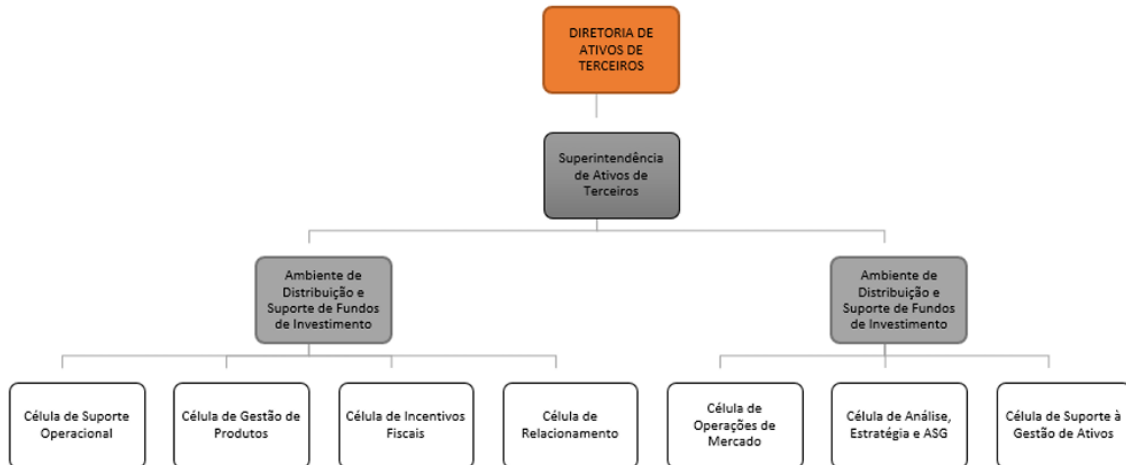 DIRETORIA DE
ATIVOS DE
TERCEIROS
Superintendência
de Ativos de
Terceiros
Ambiente de
Distribuição e
Suporte de Fundos
de Investimento
Ambiente de
Distribuição e
Suporte de Fundos
de Investimento
Célula de Suporte
Operacional
Célula de Gestão de
Produtos
Célula de Incentivos
Fiscais
Célula de
Relacionamento
Célula de
Operações de
Mercado
Célula de Análise,
Estratégia e ASG
Célula de Suporte à
Gestão de Ativos